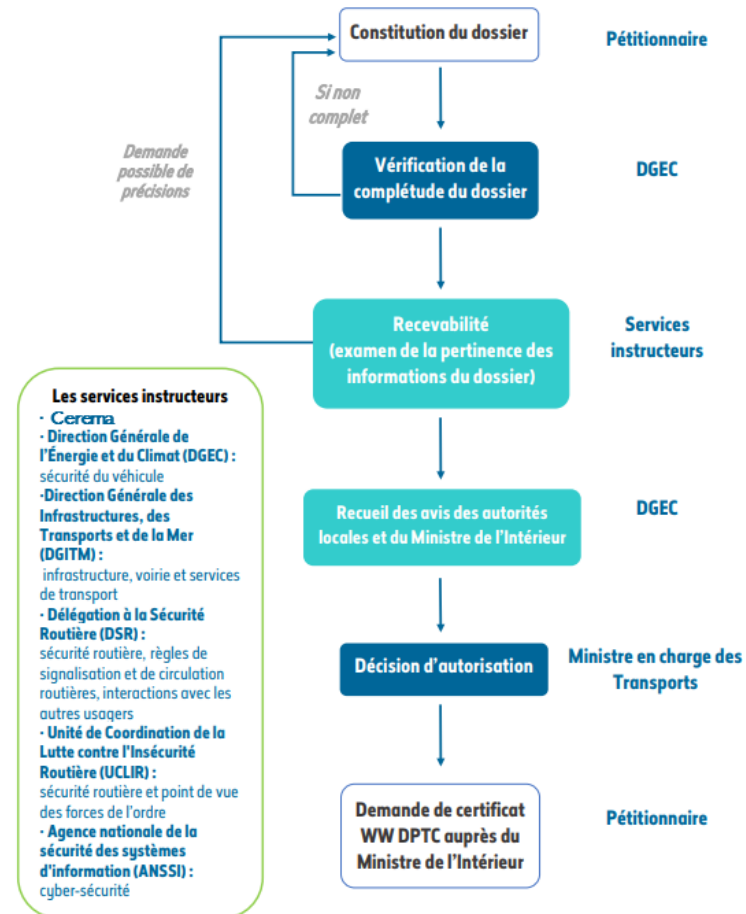 Constitution du dossier
Pétitionnaire
Si non
complet
Demande
possible de
précisions
Vérification de la
complétude du dossier
DGEC
Recevabilité
(examen de la pertinence des
informations du dossier)
Services
instructeurs
Les services instructeurs
· Cerema
· Direction Générale de
l'Énergie et du Climat (DGEC) :
sécurité du véhicule
·Direction Générale des
Infrastructures, des
Transports et de la Mer
(DGITM) :
infrastructure, voirie et services
de transport
· Délégation à la Sécurité
Routière (DSR) :
sécurité routière, règles de
signalisation et de circulation
routières, interactions avec les
autres usagers
· Unité de Coordination de la
Lutte contre l'Insécurité
Routière (UCLIR) :
sécurité routière et point de vue
des forces de l'ordre
· Agence nationale de la
sécurité des systèmes
d'information (ANSSI) :
cyber-sécurité
Recueil des avis des autorités
locales et du Ministre de l'Intérieur
DGEC
Décision d'autorisation
Ministre en charge des
Transports
Demande de certificat
WW DPTC auprès du
Ministre de l'Intérieur
Pétitionnaire